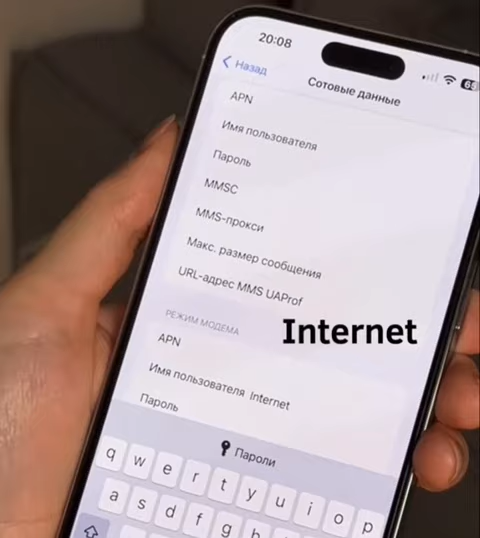 20:08
65
Назад
Сотовые данные
APN
Имя пользователя
Пароль
MMSC
MMS-прокси
Макс. размер сообщения
URL-адрес MMS UAProf
Internet
РЕЖИМ МОДЕМА
APN
Имя пользователя Internet
Пароль
Пароли
q w e r t y u i o p
a s d f g h